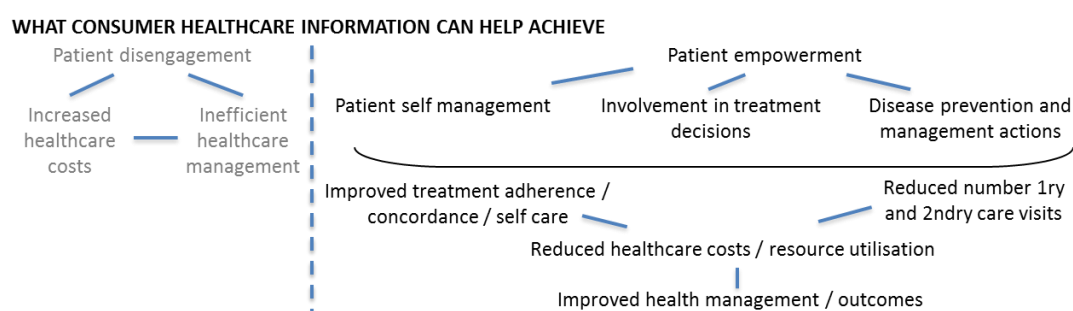 WHAT CONSUMER HEALTHCARE INFORMATION CAN HELP ACHIEVE
Patient disengagement
Increased
healthcare
costs
Inefficient
healthcare
management
Patient empowerment
Patient self management
Involvement in treatment
decisions
Disease prevention and
management actions
Improved treatment adherence /
concordance / self care
Reduced number 1ry
and 2ndry care visits
Reduced healthcare costs / resource utilisation
Improved health management / outcomes